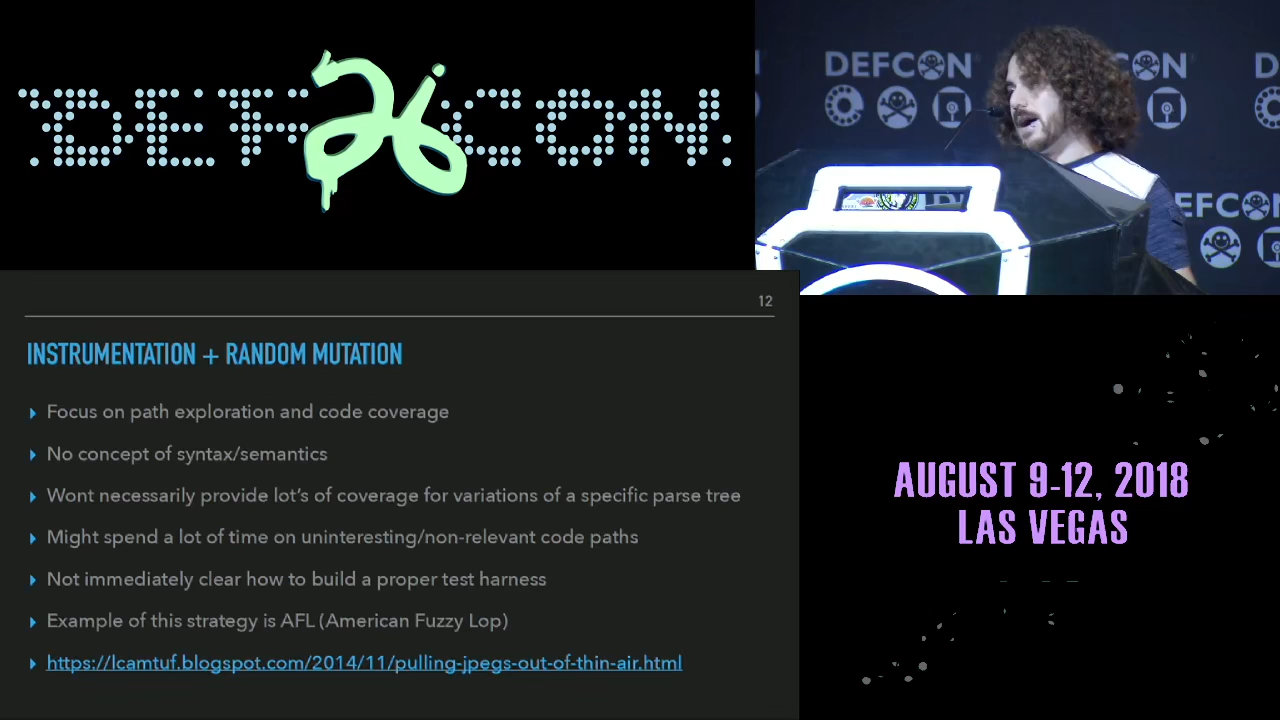 DEF 26 CON
DEFCON
CON
D
EFCON
12
INSTRUMENTATION + RANDOM MUTATION
Focus on path exploration and code coverage
No concept of syntax/semantics
Wont necessarily provide lot's of coverage for variations of a specific parse tree
Might spend a lot of time on uninteresting/non-relevant code paths
Not immediately clear how to build a proper test harness
Example of this strategy is AFL (American Fuzzy Lop)
https://lcamtuf.blogspot.com/2014/11/pulling-jpegs-out-of-thin-air.html
AUGUST 9-12, 2018
LAS VEGAS